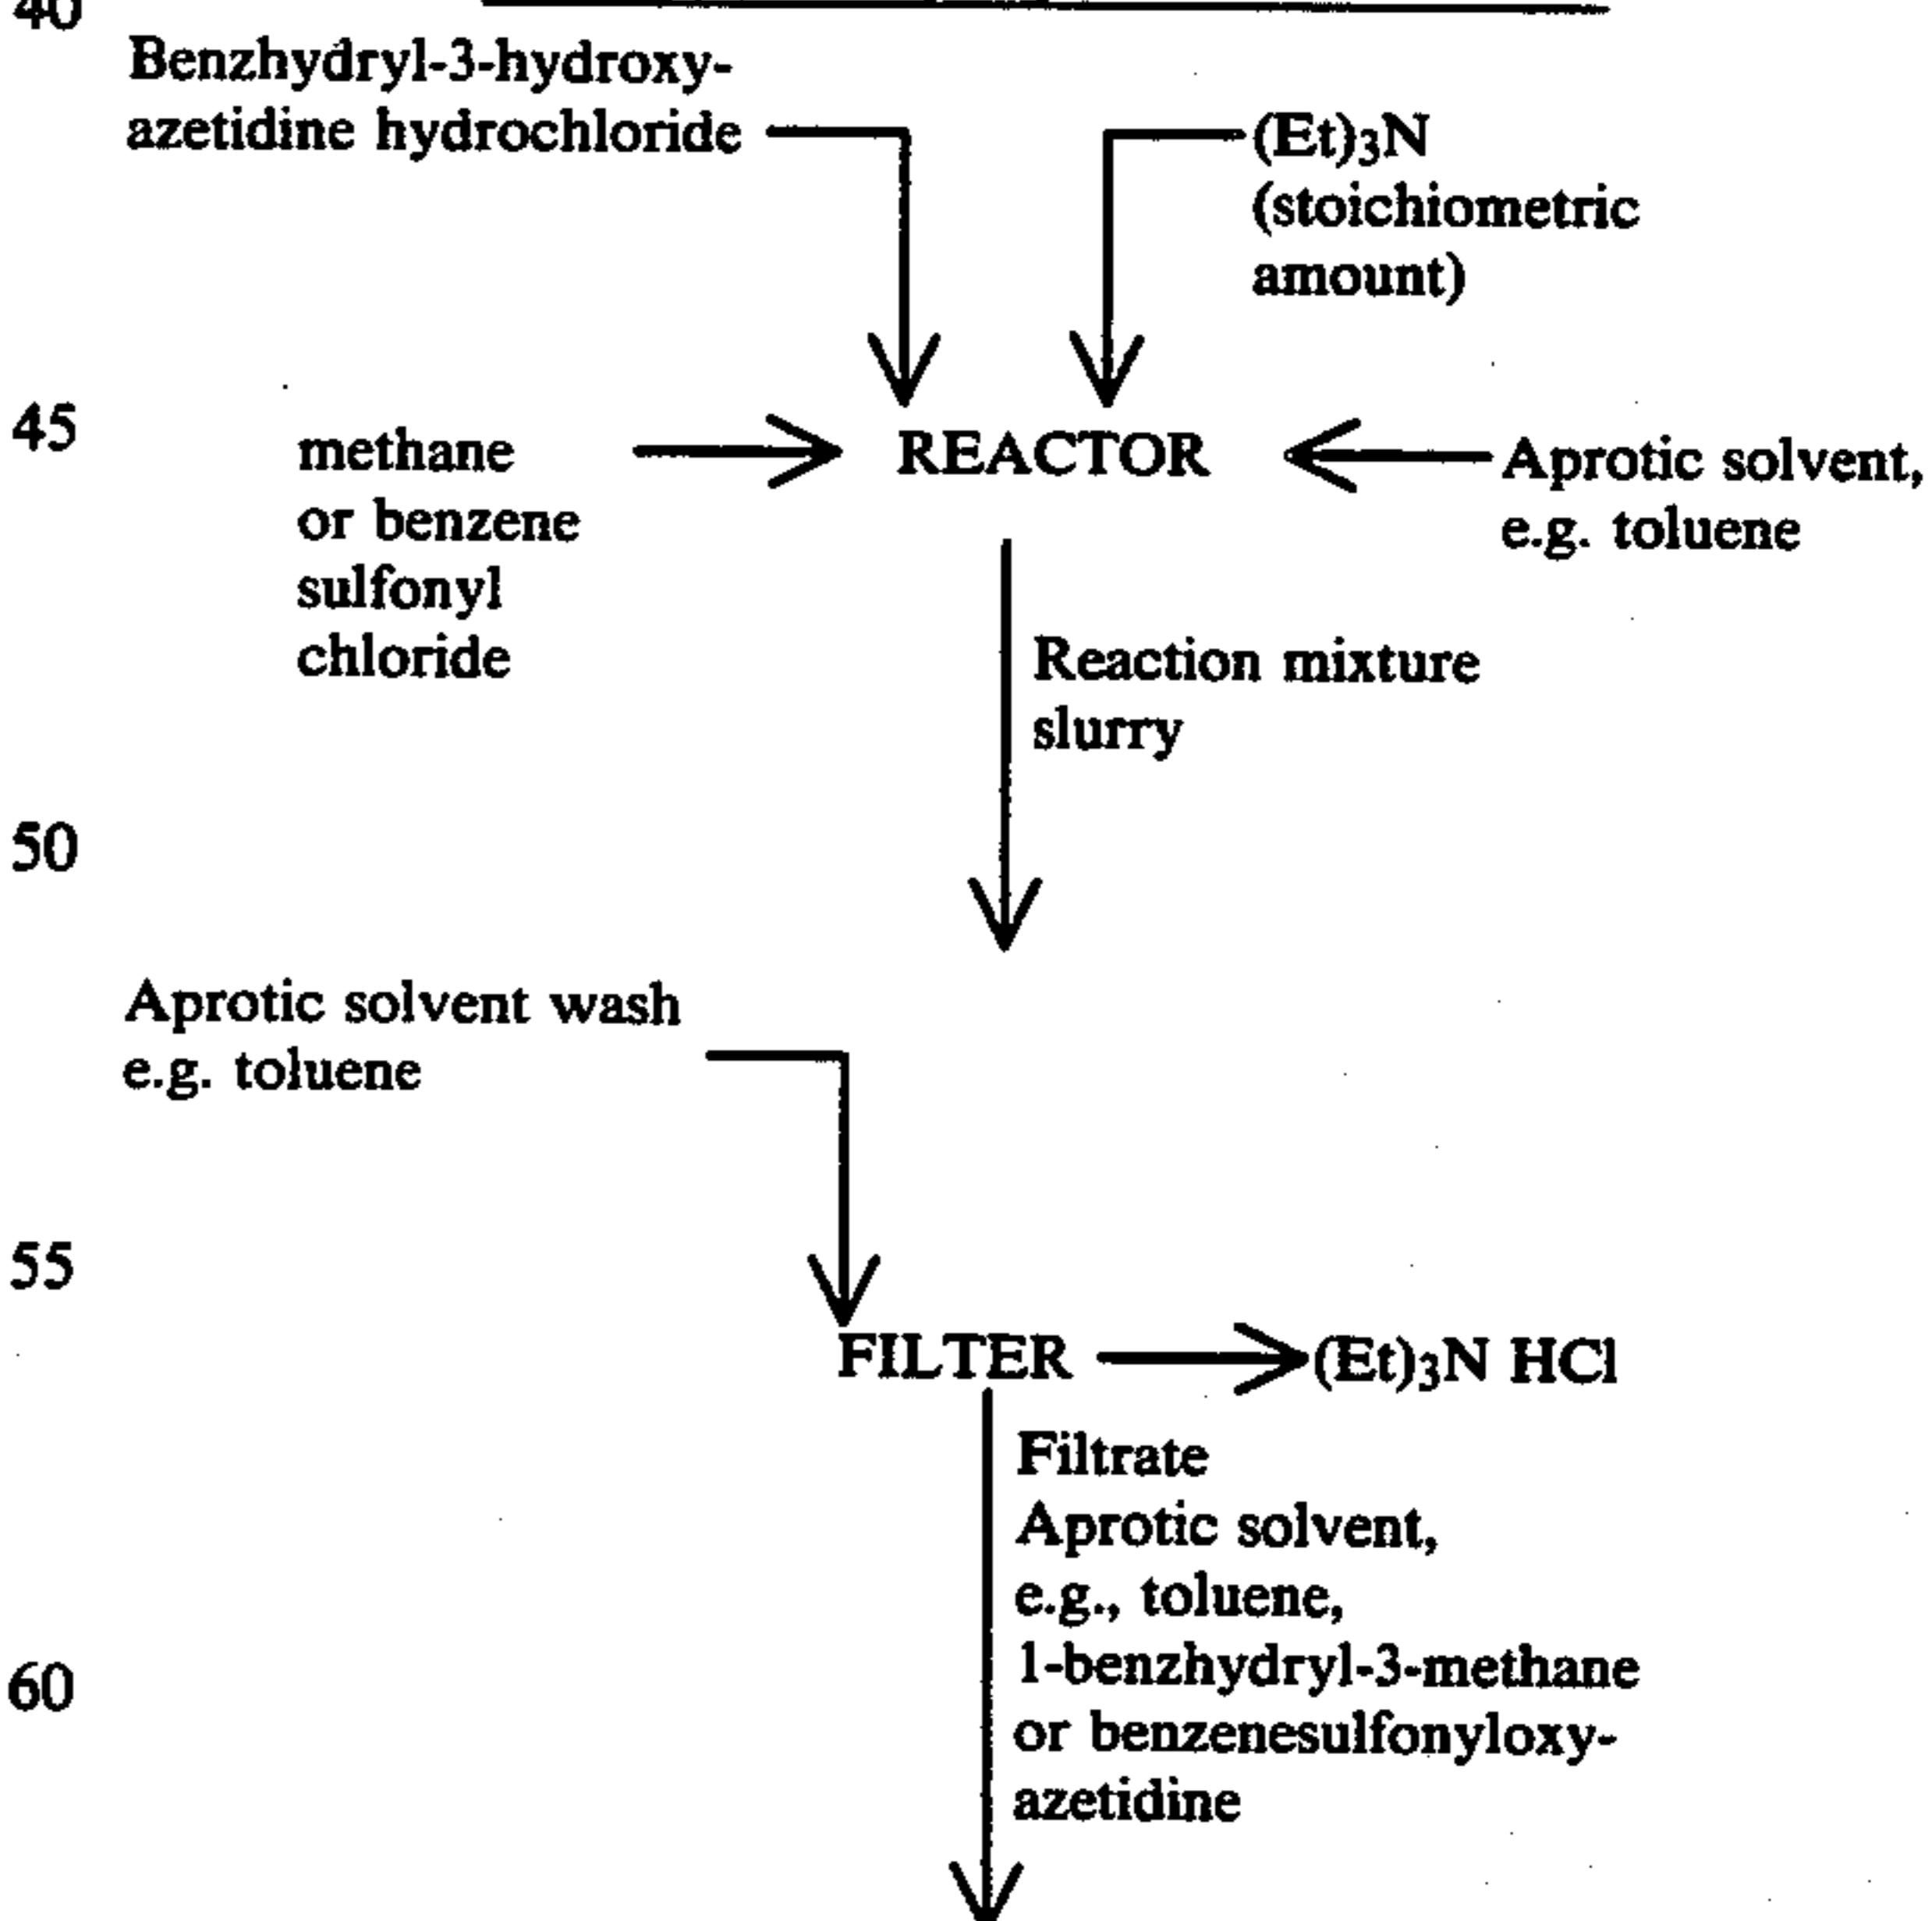 40
Benzhydryl-3-hydroxy-
azetidine hydrochloride
(Et)3N
(stoichiometric
amount)
45
methane
or benzene
sulfonyl
chloride
REACTOR
Aprotic solvent,
e.g. toluene
Reaction mixture
slurry
50
Aprotic solvent wash
e.g. toluene
55
FILTER
(Et)3N HCl
Filtrate
Aprotic solvent,
e.g., toluene,
1-benzhydryl-3-methane
or benzenesulfonyloxy-
azetidine
60